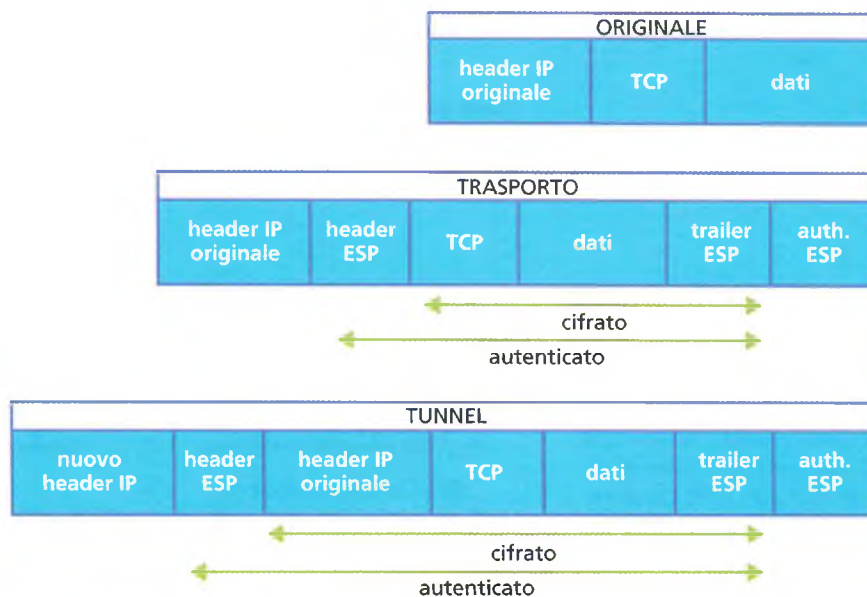 ORIGINALE
header IP
originale
TCP
dati
TRASPORTO
header IP
originale
header
ESP
TCP
dati
trailer
ESP
auth.
ESP
cifrato
autenticato
TUNNEL
nuovo
header IP
header
ESP
header IP
originale
TCP
dati
trailer
ESP
auth.
ESP
cifrato
autenticato